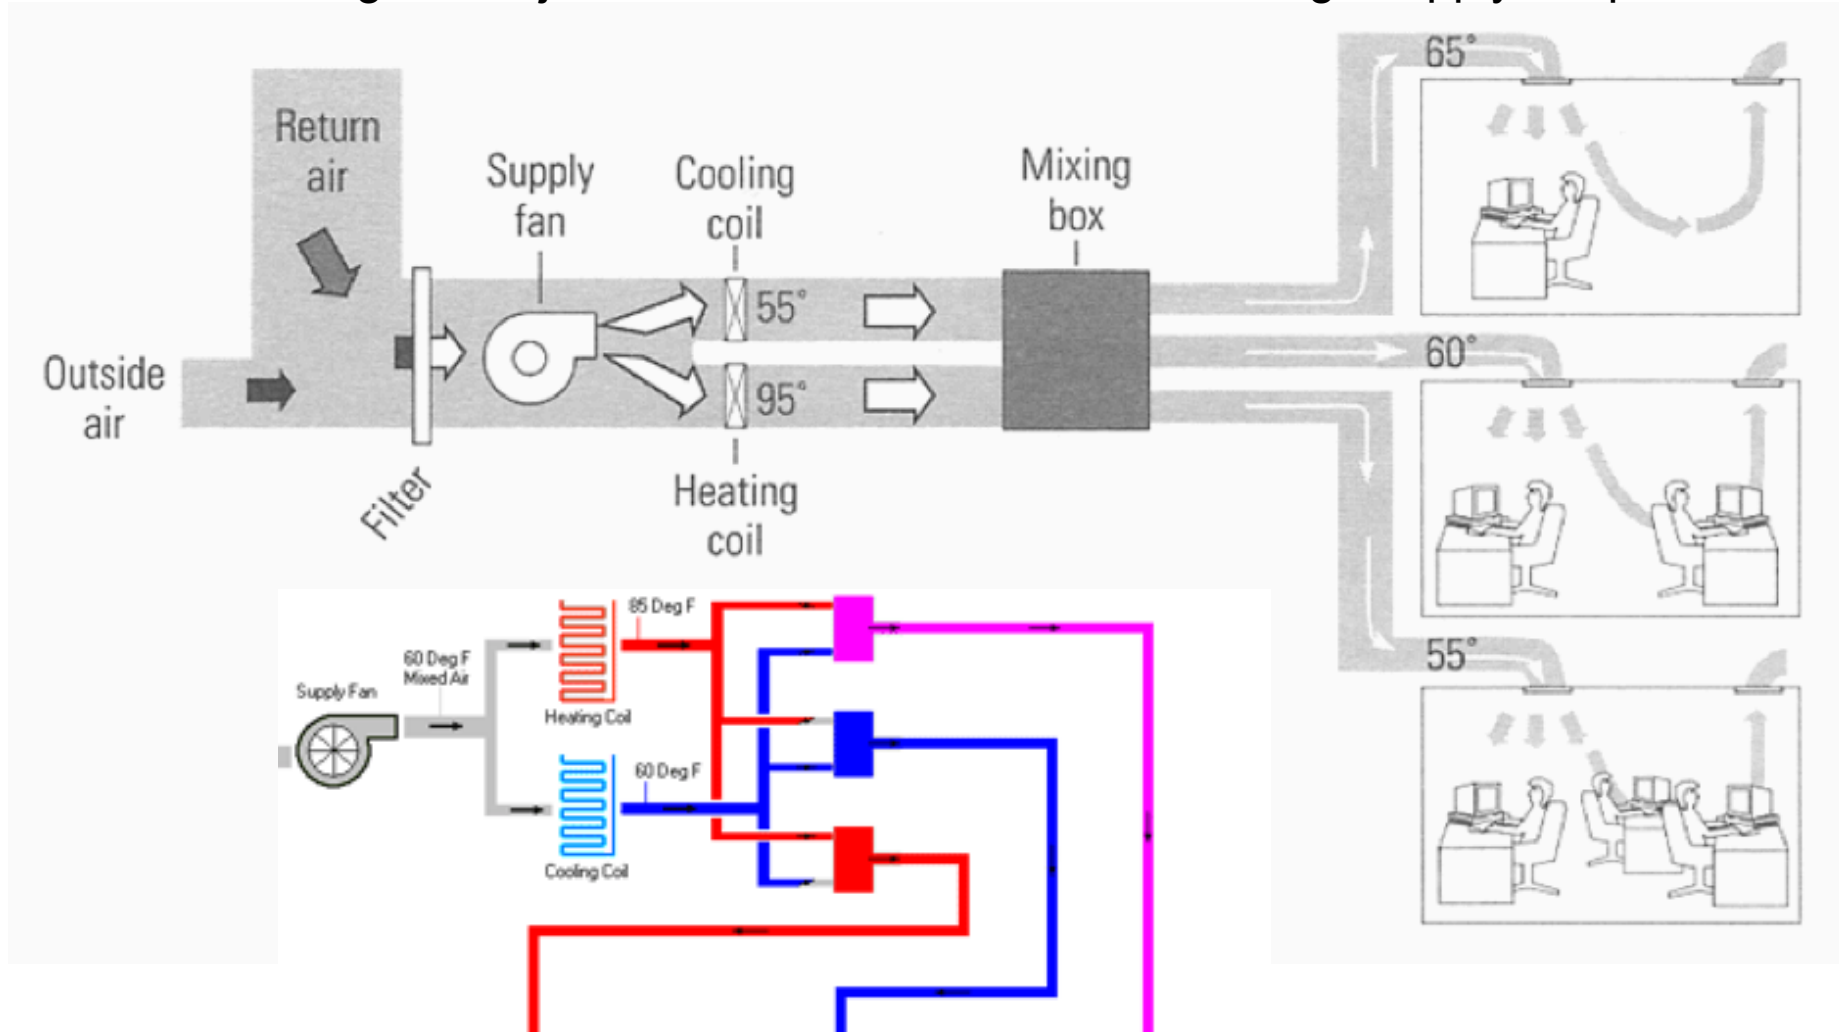 Return
air
Supply
fan
Cooling
coil
Mixing
box
65°
55°
60°
Outside
air
95°
Filter
Heating
coil
55°
85 Deg F
60 Deg F
Mixed Air
Supply Fan
Heating Coil
60 Deg F
Cooling Coil